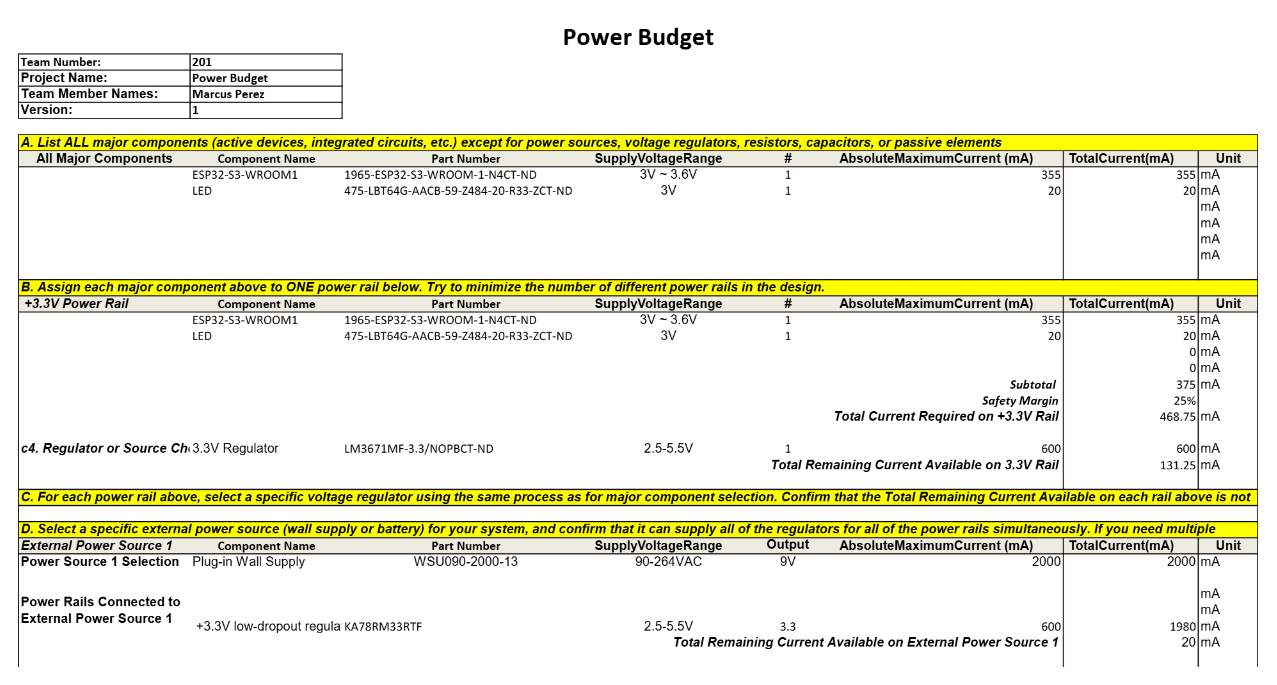 Power Budget
Team Number: 201
Project Name: Power Budget
Team Member Names: Marcus Perez
Version: 1
A. List ALL major components (active devices, integrated circuits, etc.) except for power sources, voltage regulators, resistors, capacitors, or passive elements
All Major Components Component Name Part Number SupplyVoltageRange # AbsoluteMaximumCurrent (mA) TotalCurrent(mA) Unit
ESP32-S3-WROOM1 1965-ESP32-S3-WROOM-1-N4CT-ND 3V ~ 3.6V 1 355 355 mA
LED 475-LBT64G-AACB-59-Z484-20-R33-ZCT-ND 3V 1 20 20 mA
mA
mA
mA
mA
B. Assign each major component above to ONE power rail below. Try to minimize the number of different power rails in the design.
+3.3V Power Rail Component Name Part Number SupplyVoltageRange # AbsoluteMaximumCurrent (mA) TotalCurrent(mA) Unit
ESP32-S3-WROOM1 1965-ESP32-S3-WROOM-1-N4CT-ND 3V ~ 3.6V 1 355 355 mA
LED 475-LBT64G-AACB-59-Z484-20-R33-ZCT-ND 3V 1 20 20 mA
0 mA
0 mA
Subtotal 375 mA
Safety Margin 25%
Total Current Required on +3.3V Rail 468.75 mA
c4. Regulator or Source Ch 3.3V Regulator LM3671MF-3.3/NOPBCT-ND 2.5-5.5V 1 600 600 mA
Total Remaining Current Available on 3.3V Rail 131.25 mA
C. For each power rail above, select a specific voltage regulator using the same process as for major component selection. Confirm that the Total Remaining Current Available on each rail above is not
D. Select a specific external power source (wall supply or battery) for your system, and confirm that it can supply all of the regulators for all of the power rails simultaneously. If you need multiple
External Power Source 1 Component Name Part Number SupplyVoltageRange Output AbsoluteMaximumCurrent (mA) TotalCurrent(mA) Unit
Power Source 1 Selection Plug-in Wall Supply WSU090-2000-13 90-264VAC 9V 2000 2000 mA
mA
Power Rails Connected to
External Power Source 1 mA
+3.3V low-dropout regula KA78RM33RTF 2.5-5.5V 3.3 600 1980 mA
Total Remaining Current Available on External Power Source 1 20 mA